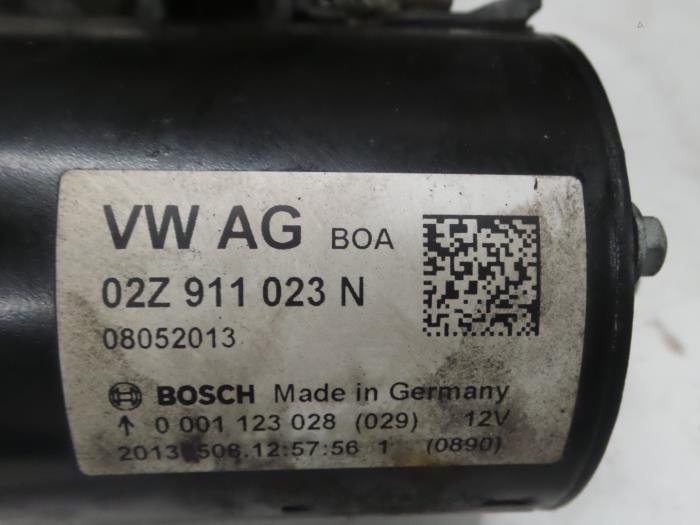 VW AG BOA
02Z 911 023 N
08052013
BOSCH Made in Germany
↑ 0 001 123 028 (029) 12V
12:57:56 1 (0890)